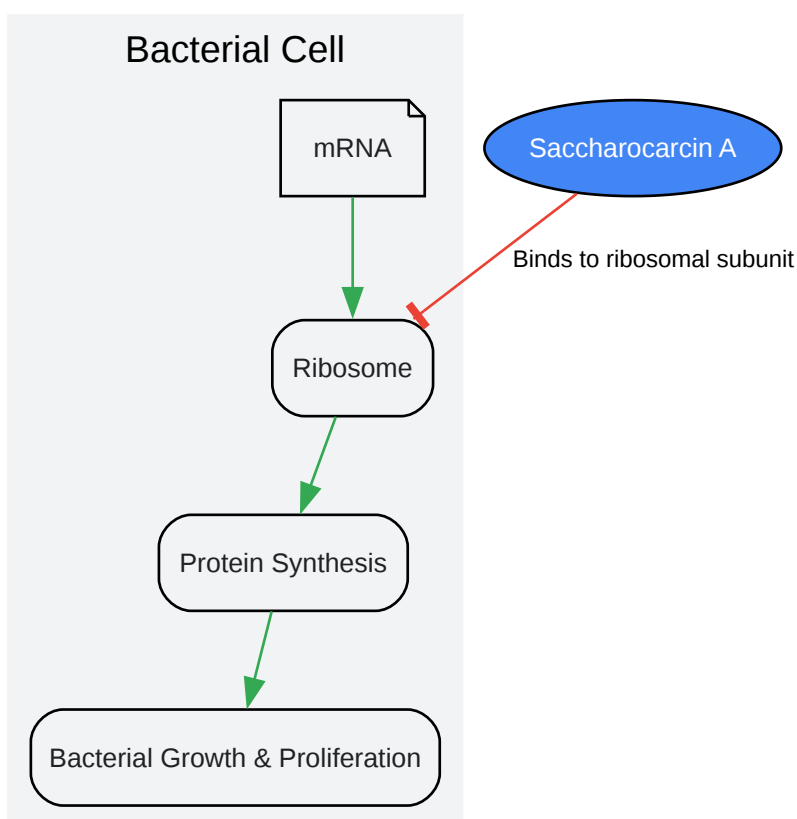 Bacterial Cell
mRNA
Saccharocarcin A
Binds to ribosomal subunit
Ribosome
Protein Synthesis
Bacterial Growth & Proliferation